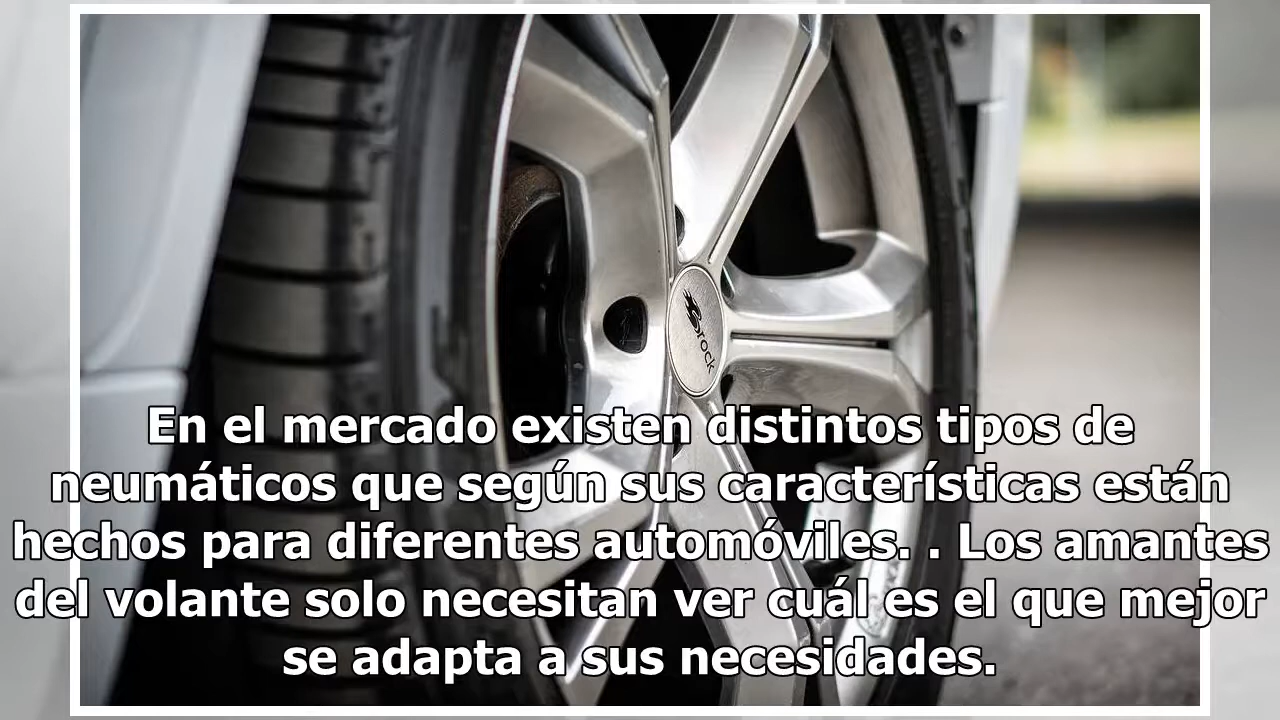 Brock
En el mercado existen distintos tipos de
neumáticos que según sus características están
hechos para diferentes automóviles. . Los amantes
del volante solo necesitan ver cuál es el que mejor
se adapta a sus necesidades.